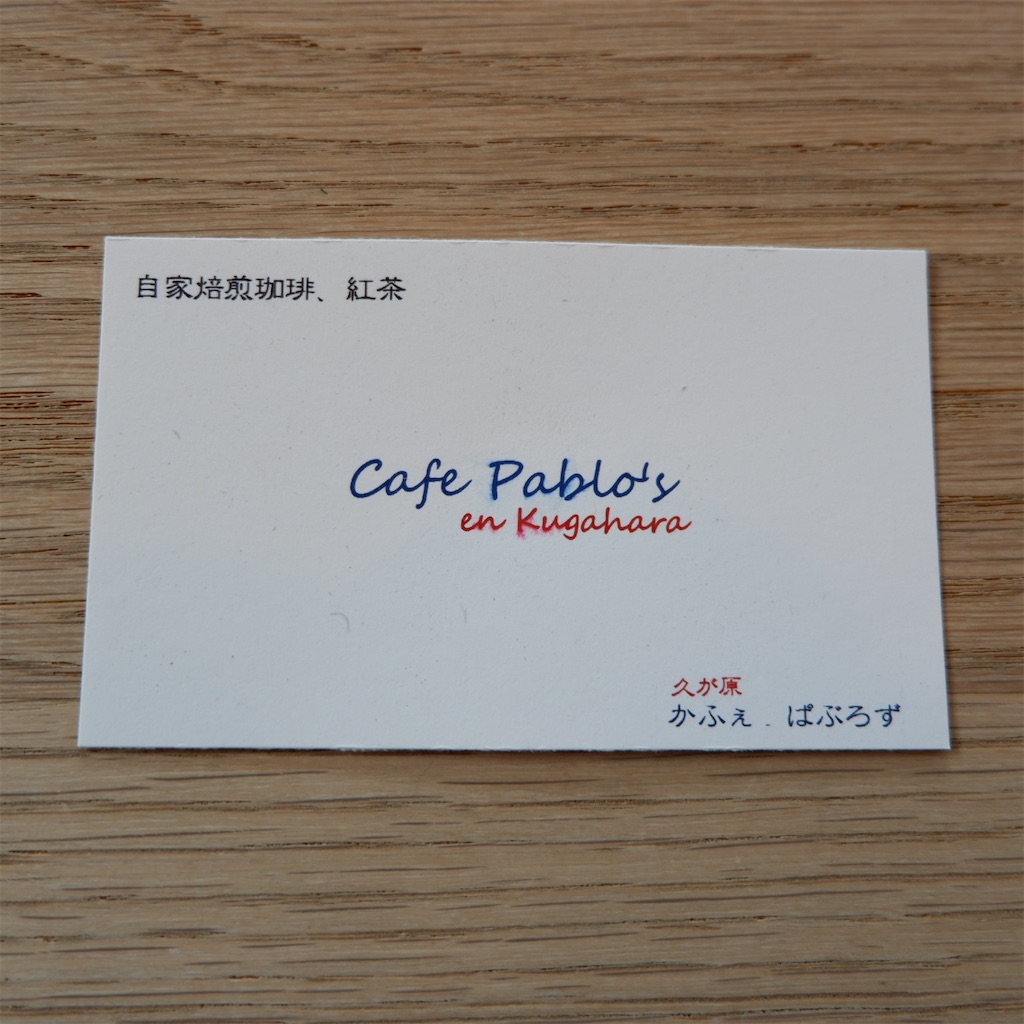 自家焙煎珈琲、紅茶
Cafe Pablo's
en Kugahara
久が原
かふぇ．ぱぶろず